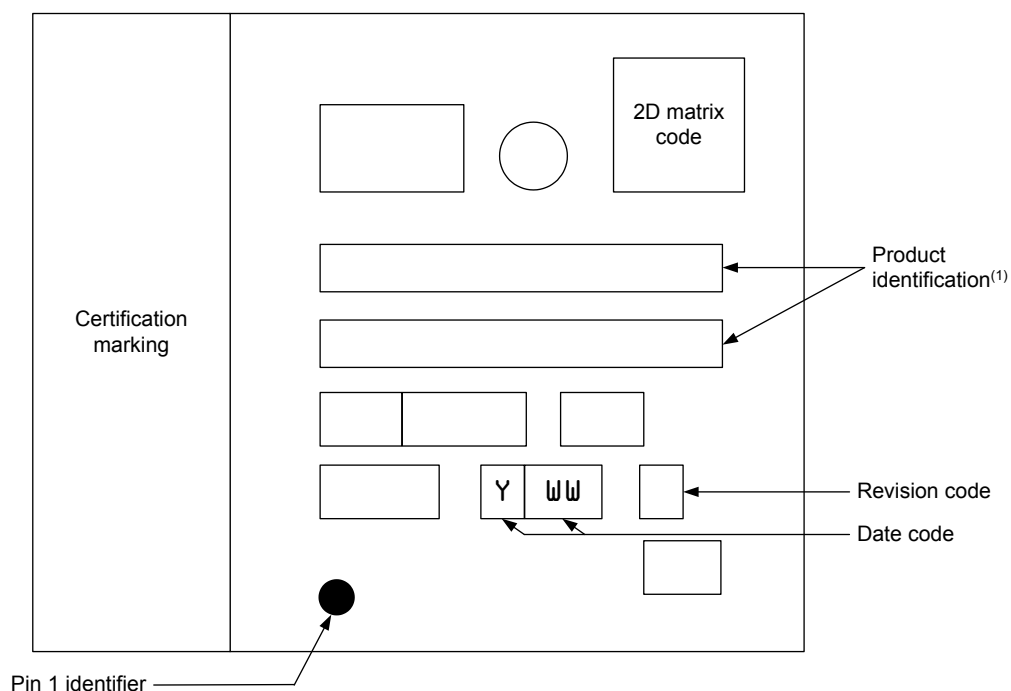 2D matrix
code
Product
identification(1)
Certification
marking
Y WW
Revision code
Date code
Pin 1 identifier